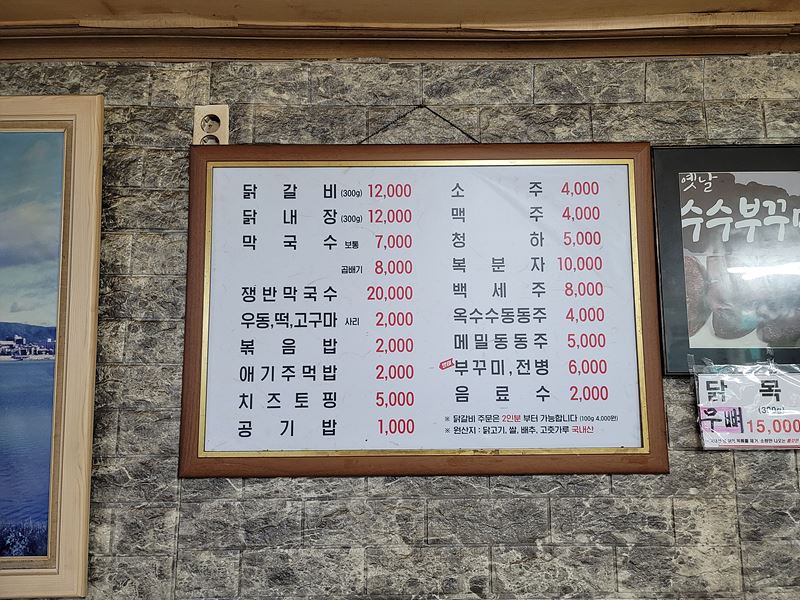 닭 갈 비 (300g) 12,000
닭 내 장 (300g) 12,000
막 국 수 보통 7,000
곱배기 8,000
쟁반막국수 20,000
우동,떡,고구마 사리 2,000
볶 음 밥 2,000
애기주먹밥 2,000
치 즈 토 핑 5,000
공 기 밥 1,000
소 주 4,000
맥 주 4,000
청 하 5,000
복 분 자 10,000
백 세 주 8,000
옥수수동동주 4,000
메밀동동주 5,000
부꾸미,전병 6,000
음 료 수 2,000
※ 닭갈비 주문은 2인분 부터 가능합니다 (100g 4,000원)
※ 원산지 : 닭고기, 쌀, 배추, 고춧가루 국내산
옛날
수수부꾸미
닭 목
(300g)
우뼈 15,000